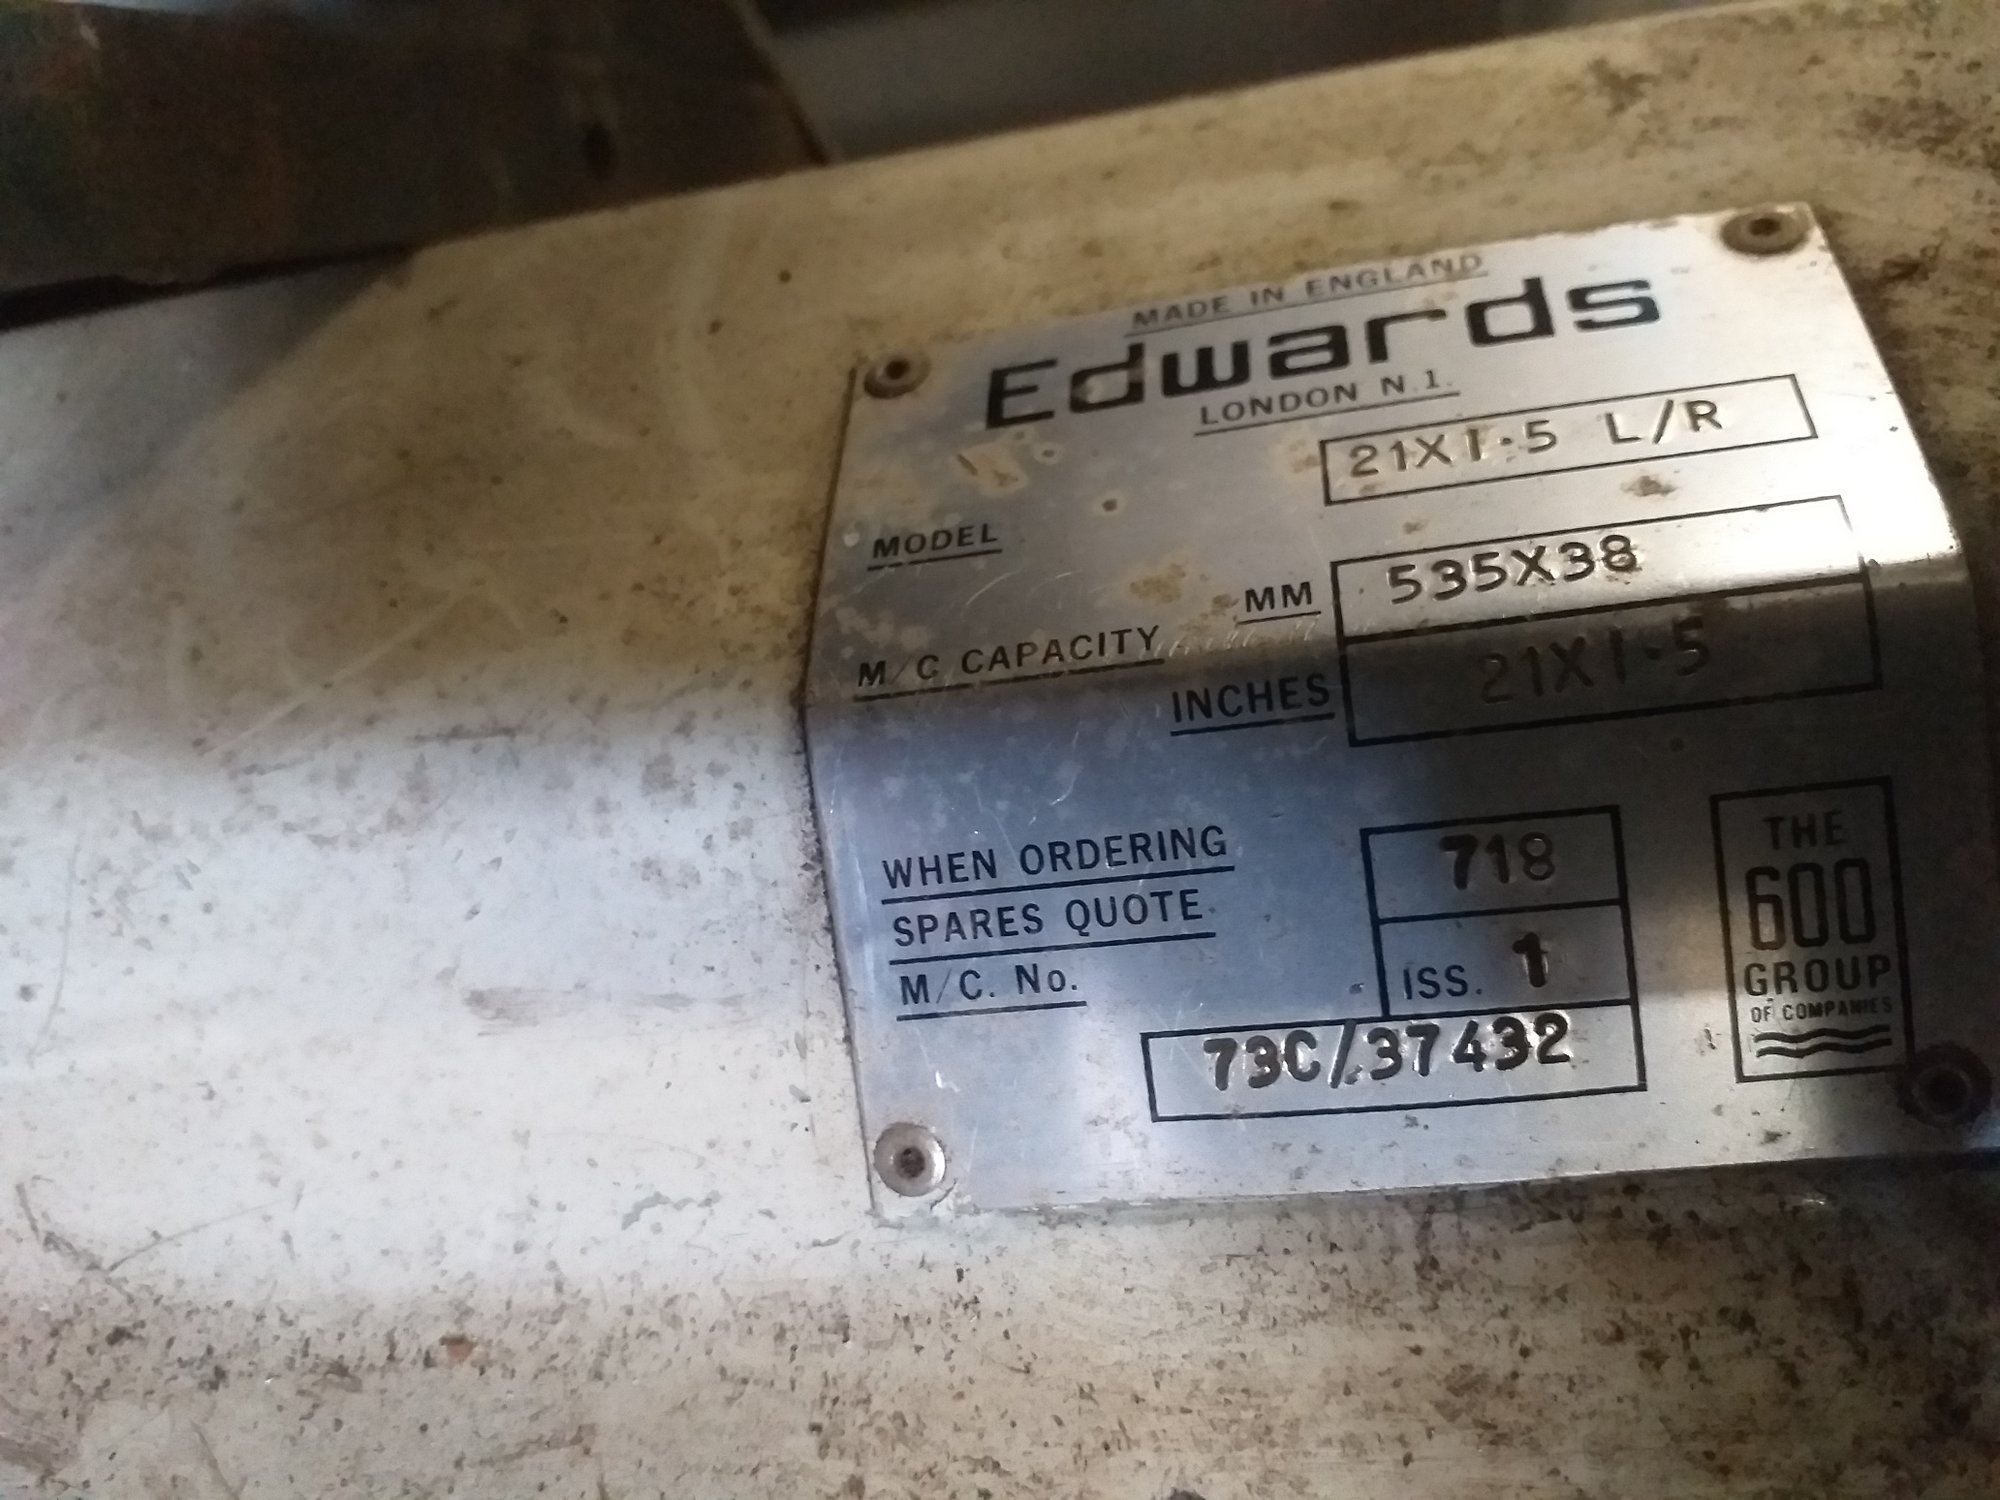 MADE IN ENGLAND
Edwards
LONDON N.1.
MODEL 21X1·5 L/R
M/C CAPACITY MM 535X38
INCHES 21X1·5
WHEN ORDERING 718
SPARES QUOTE
M/C. No. ISS. 1
73C/37432
THE
600
GROUP
OF COMPANIES